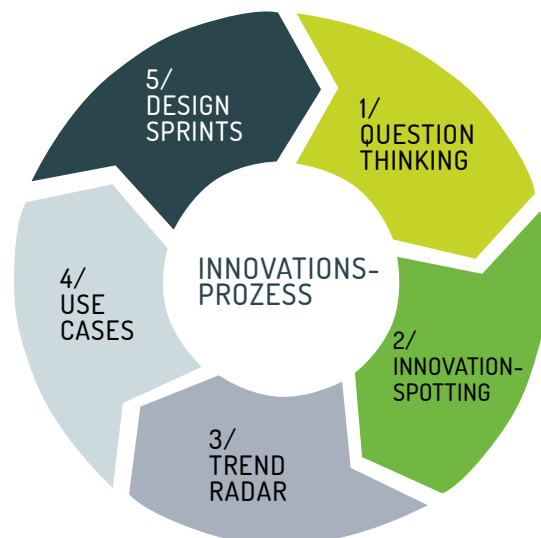 1/
QUESTION
THINKING
2/
INNOVATION-
SPOTTING
3/
TREND
RADAR
4/
USE
CASES
5/
DESIGN
SPRINTS
INNOVATIONS-
PROZESS